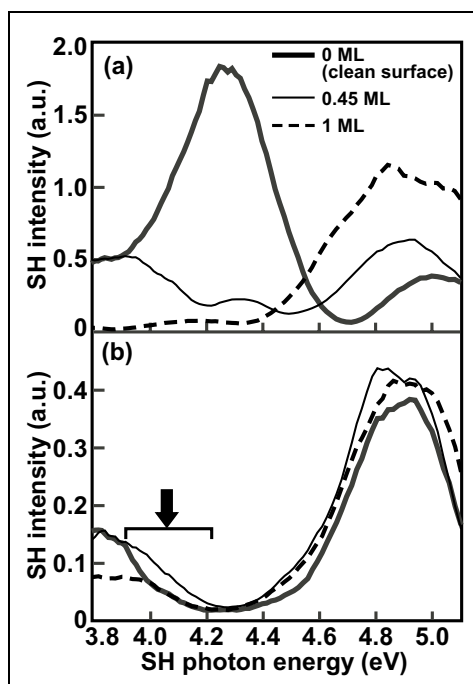 (a)
0 ML
(clean surface)
0.45 ML
1 ML
SH intensity (a.u.)
2.0
1.5
1.0
0.5
0
(b)
SH intensity (a.u.)
0.4
0.3
0.2
0.1
0
3.8 4.0 4.2 4.4 4.6 4.8 5.0
SH photon energy (eV)